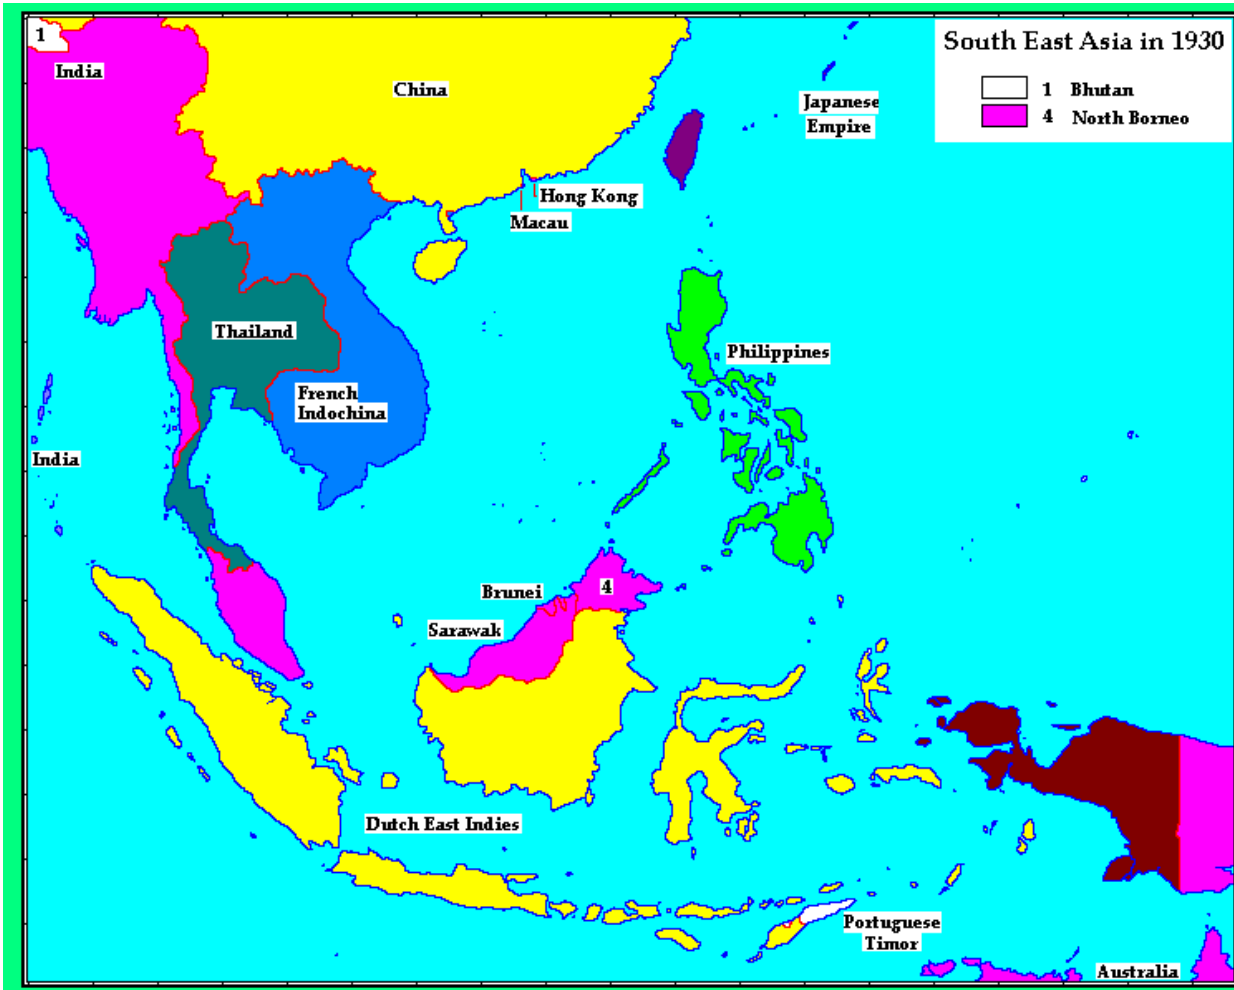 South East Asia in 1930
1 Bhutan
4 North Borneo
1
India
China
Japanese
Empire
Hong Kong
Macau
Thailand
Philippines
French
Indochina
India
Brunei
4
Sarawak
Dutch East Indies
Portuguese
Timor
Australia